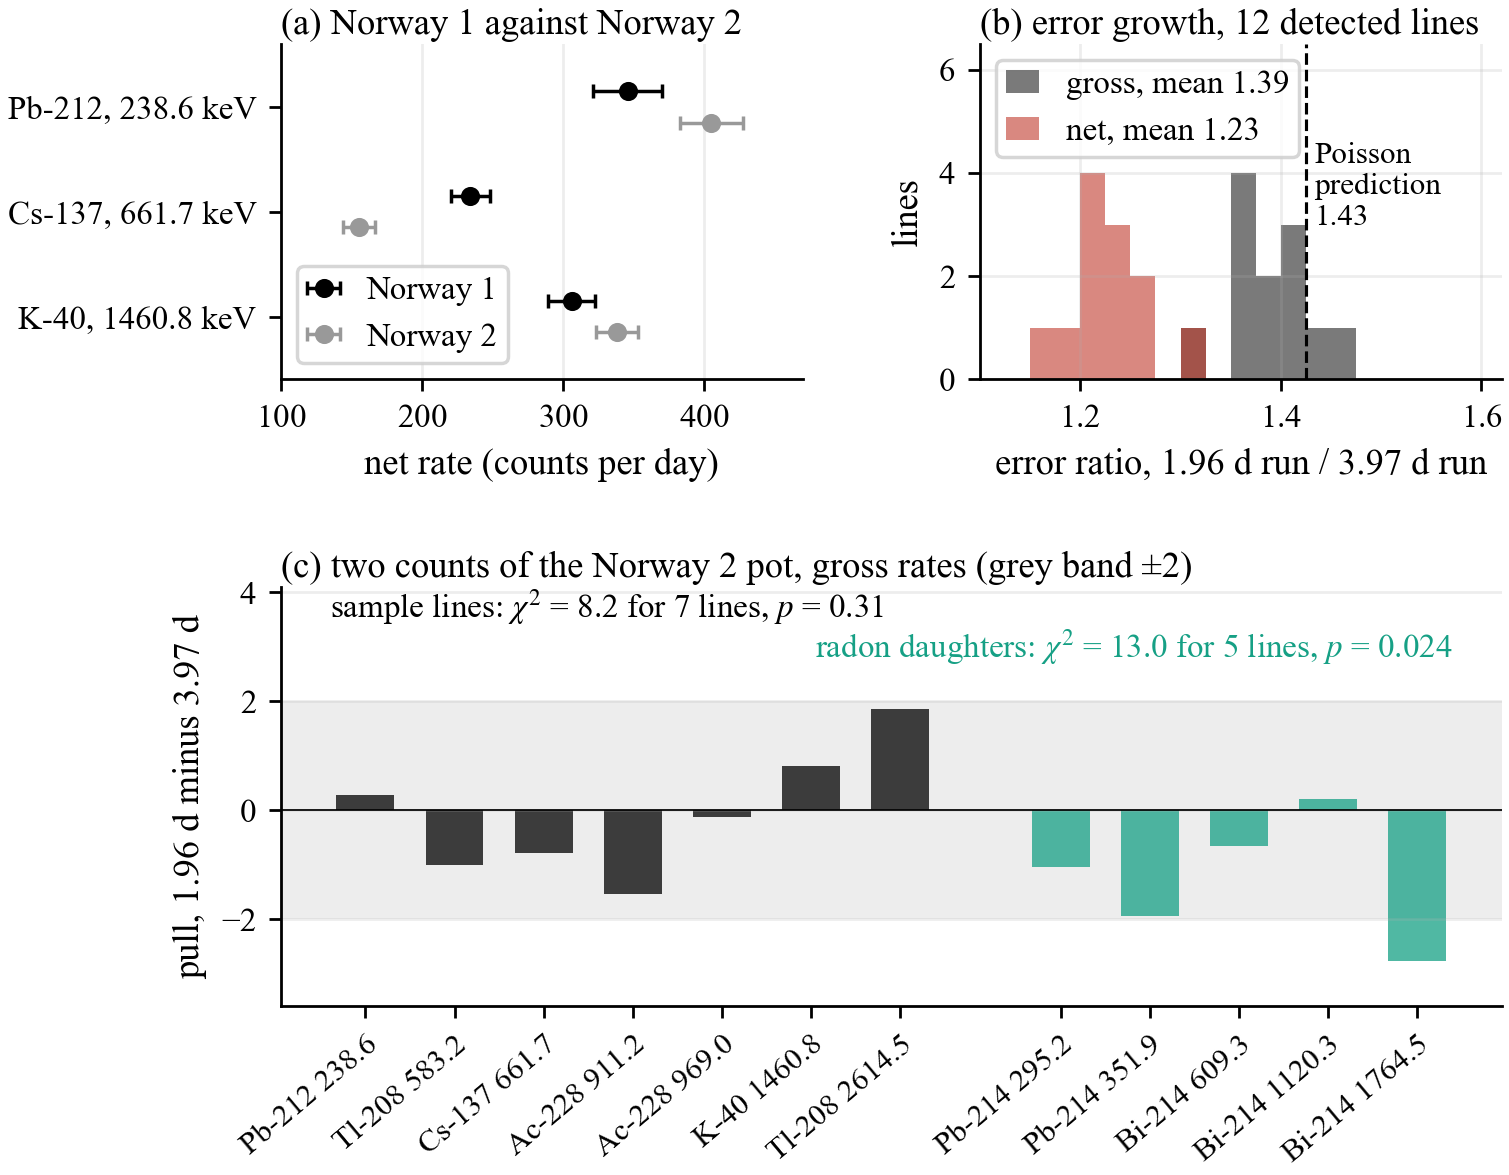 (a) Norway 1 against Norway 2
Pb-212, 238.6 keV
Cs-137, 661.7 keV
K-40, 1460.8 keV
Norway 1
Norway 2
100 200 300 400
net rate (counts per day)
(b) error growth, 12 detected lines
gross, mean 1.39
net, mean 1.23
Poisson
prediction
1.43
lines
6
4
2
0
1.2 1.4 1.6
error ratio, 1.96 d run / 3.97 d run
(c) two counts of the Norway 2 pot, gross rates (grey band ±2)
sample lines: χ² = 8.2 for 7 lines, p = 0.31
radon daughters: χ² = 13.0 for 5 lines, p = 0.024
pull, 1.96 d minus 3.97 d
4
2
0
−2
Pb-212 238.6
Tl-208 583.2
Cs-137 661.7
Ac-228 911.2
Ac-228 969.0
K-40 1460.8
Tl-208 2614.5
Pb-214 295.2
Pb-214 351.9
Bi-214 609.3
Bi-214 1120.3
Bi-214 1764.5